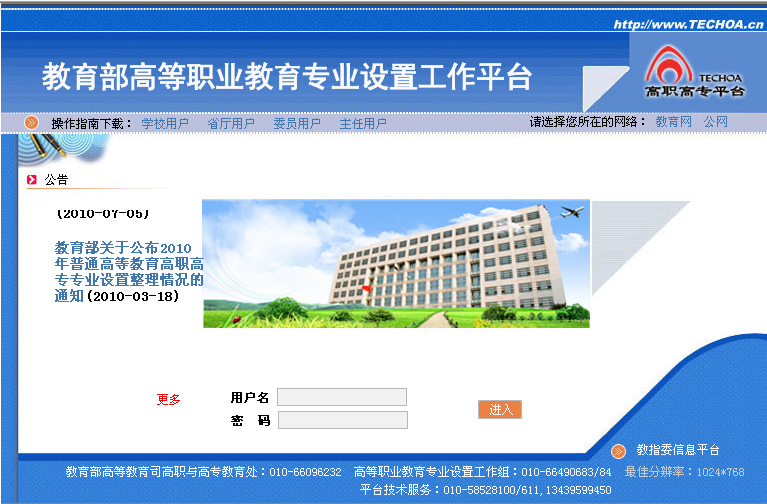 http://www.TECHOA.cn
教育部高等职业教育专业设置工作平台
TECHOA
高职高专平台
操作指南下载： 学校用户 省厅用户 委员用户 主任用户 请选择您所在的网络： 教育网 公网
公告
(2010-07-05)
教育部关于公布2010
年普通高等教育高职高
专专业设置整理情况的
通知(2010-03-18)
更多
用户名
密 码
进入
教指委信息平台
教育部高等教育司高职与高专教育处：010-66096232 高等职业教育专业设置工作组：010-66490683/84 最佳分辨率：1024*768
平台技术服务：010-58528100/611,13439599450